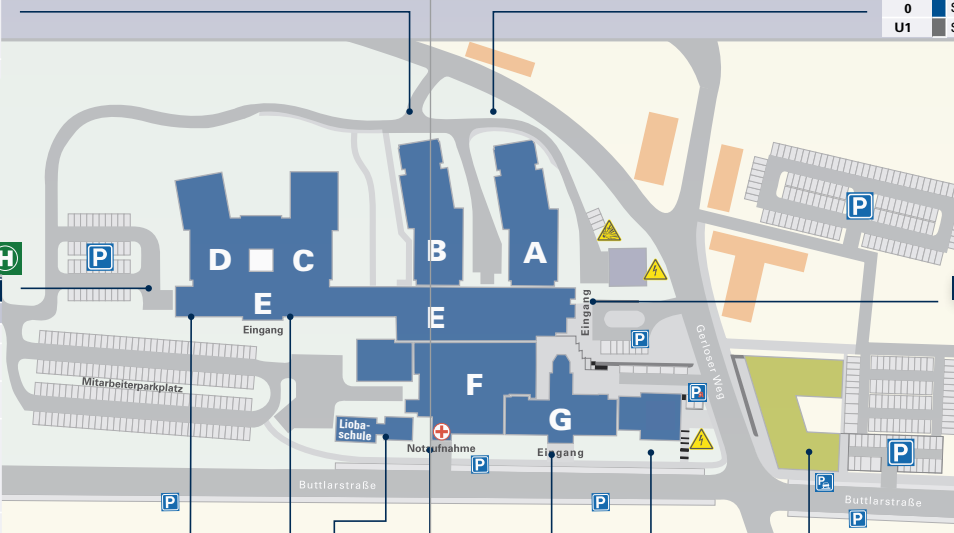 0
S
U1
S
P
H
P
D
C
B
A
E
E
Eingang
Eingang
P
Gerloser Weg
Mitarbeiterparkplatz
F
G
P
Lioba-
schule
Notaufnahme
Eingang
P
P
P
Buttlarstraße
P
P
P
Buttlarstraße
P